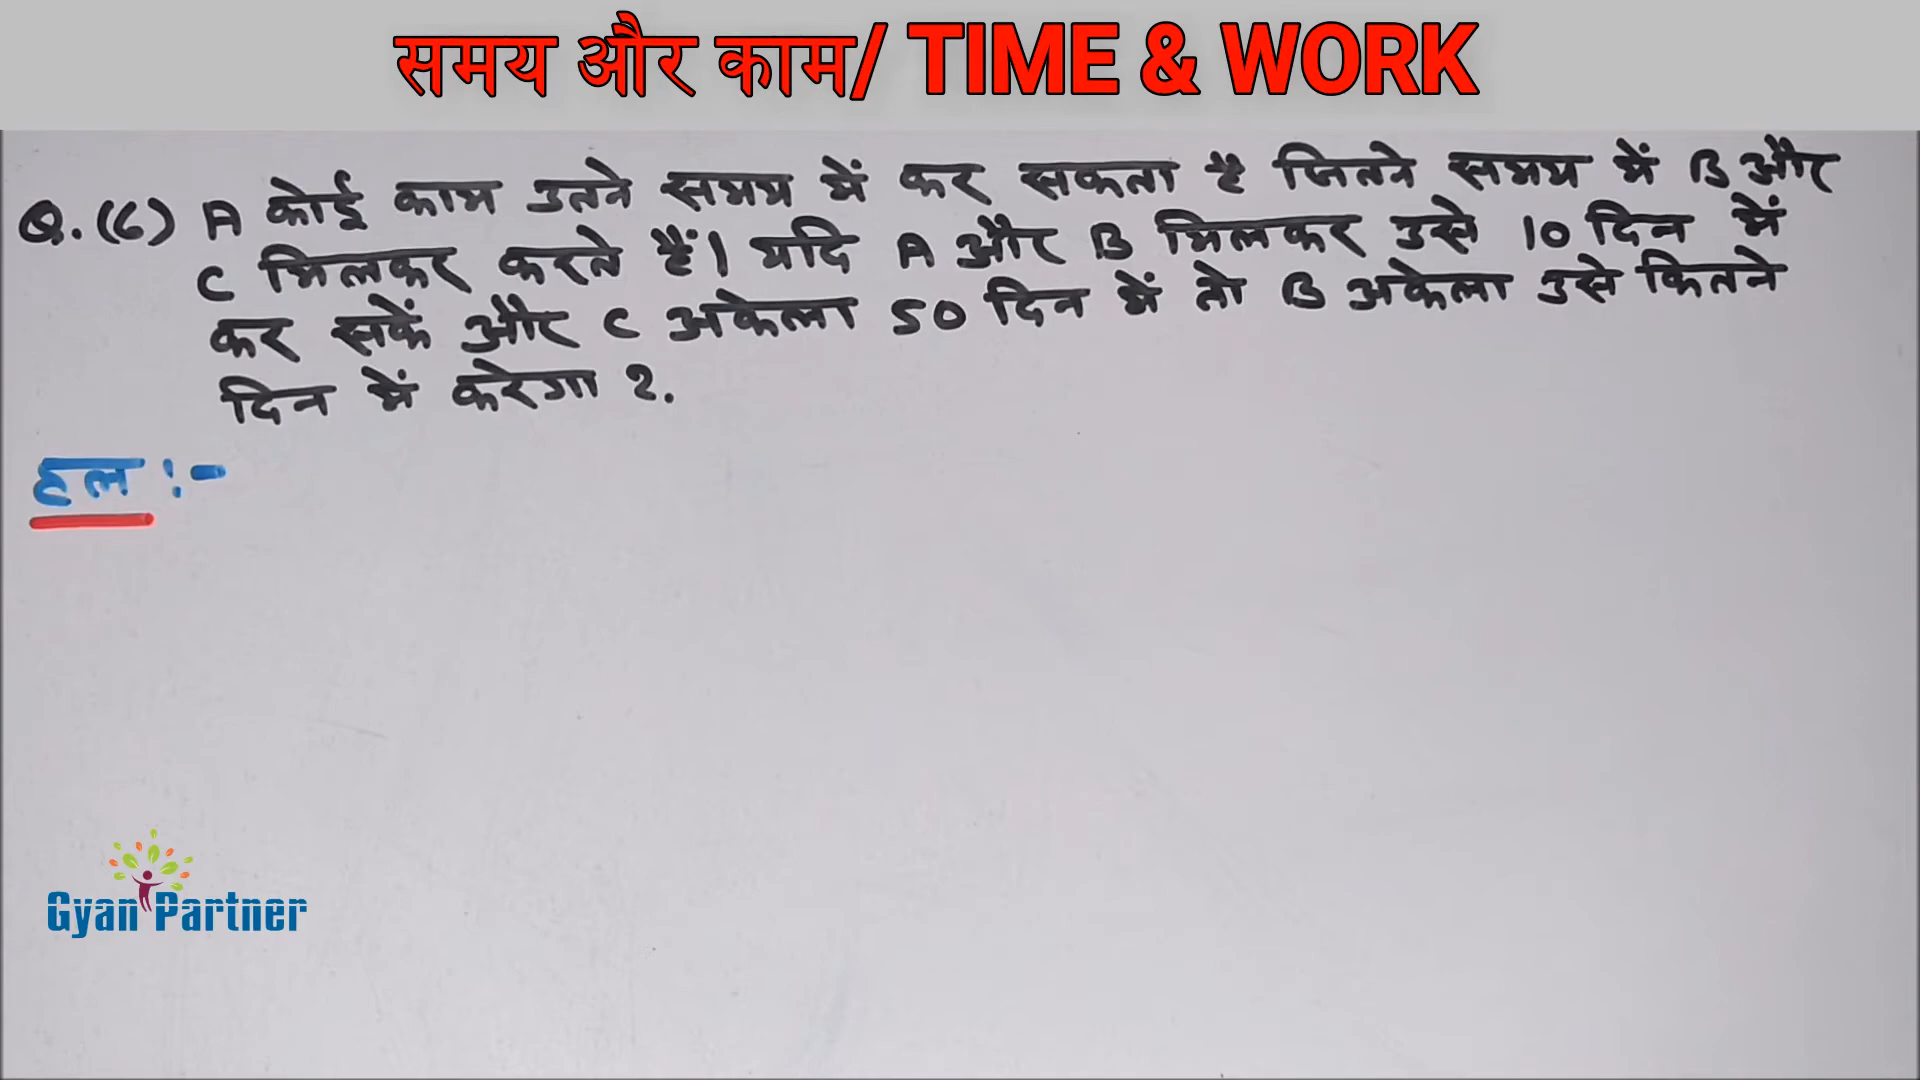 समय और काम/ TIME & WORK
Q.(6) A कोई काम उतने समय में कर सकता है जितने समय में B और
C मिलकर करते हैं। यदि A और B मिलकर उसे 10 दिन में
कर सकें और C अकेला 50 दिन में तो B अकेला उसे कितने
दिन में करेगा ?.
हल :-
Gyan Partner